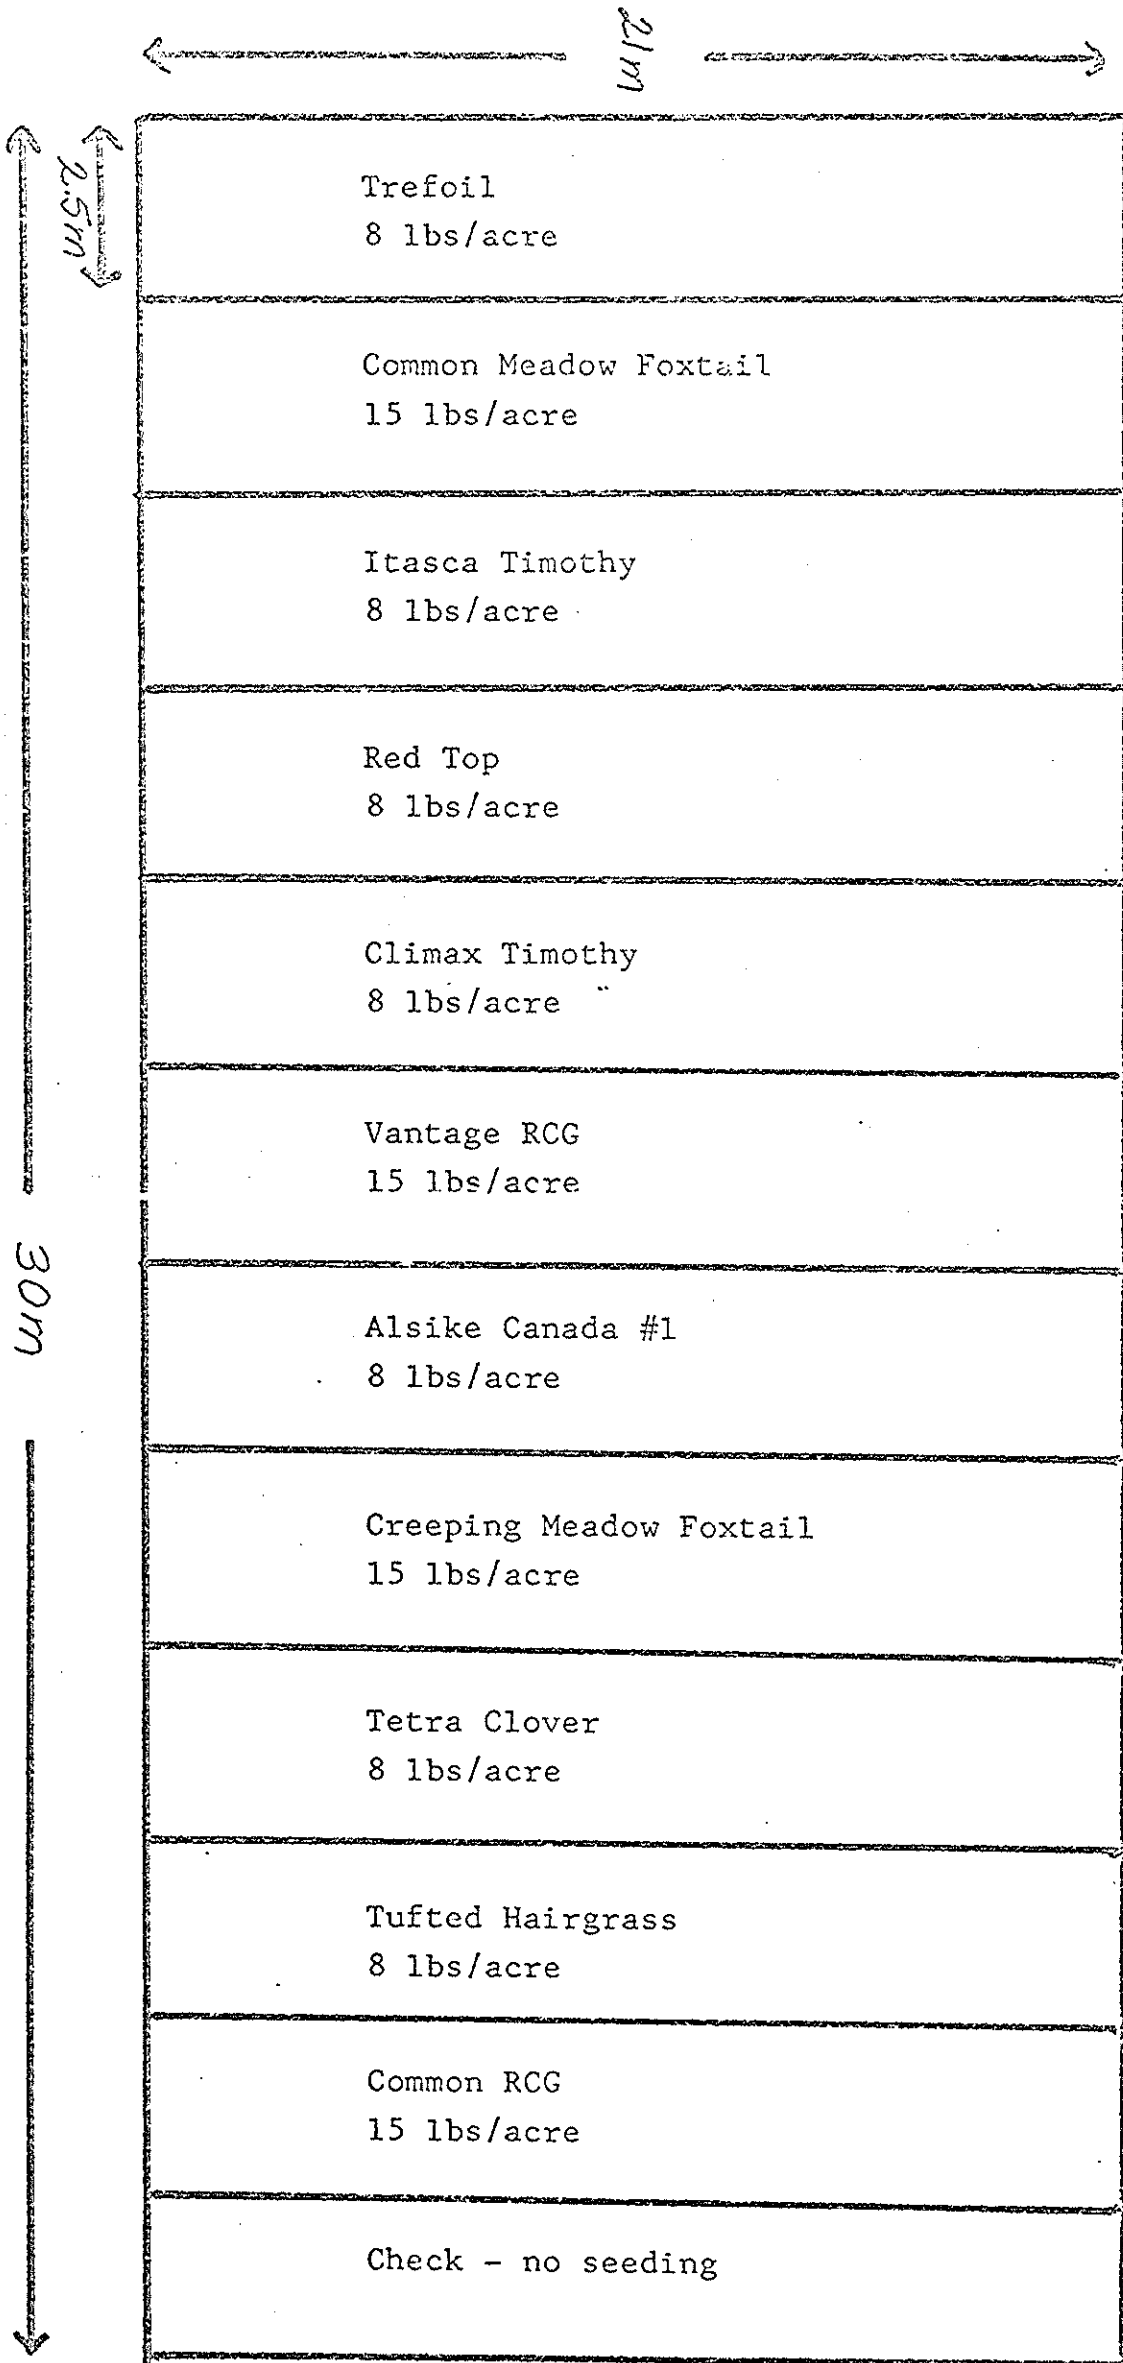 21m
2.5m
30m
Trefoil
8 lbs/acre
Common Meadow Foxtail
15 lbs/acre
Itasca Timothy
8 lbs/acre
Red Top
8 lbs/acre
Climax Timothy
8 lbs/acre
Vantage RCG
15 lbs/acre
Alsike Canada #1
8 lbs/acre
Creeping Meadow Foxtail
15 lbs/acre
Tetra Clover
8 lbs/acre
Tufted Hairgrass
8 lbs/acre
Common RCG
15 lbs/acre
Check - no seeding